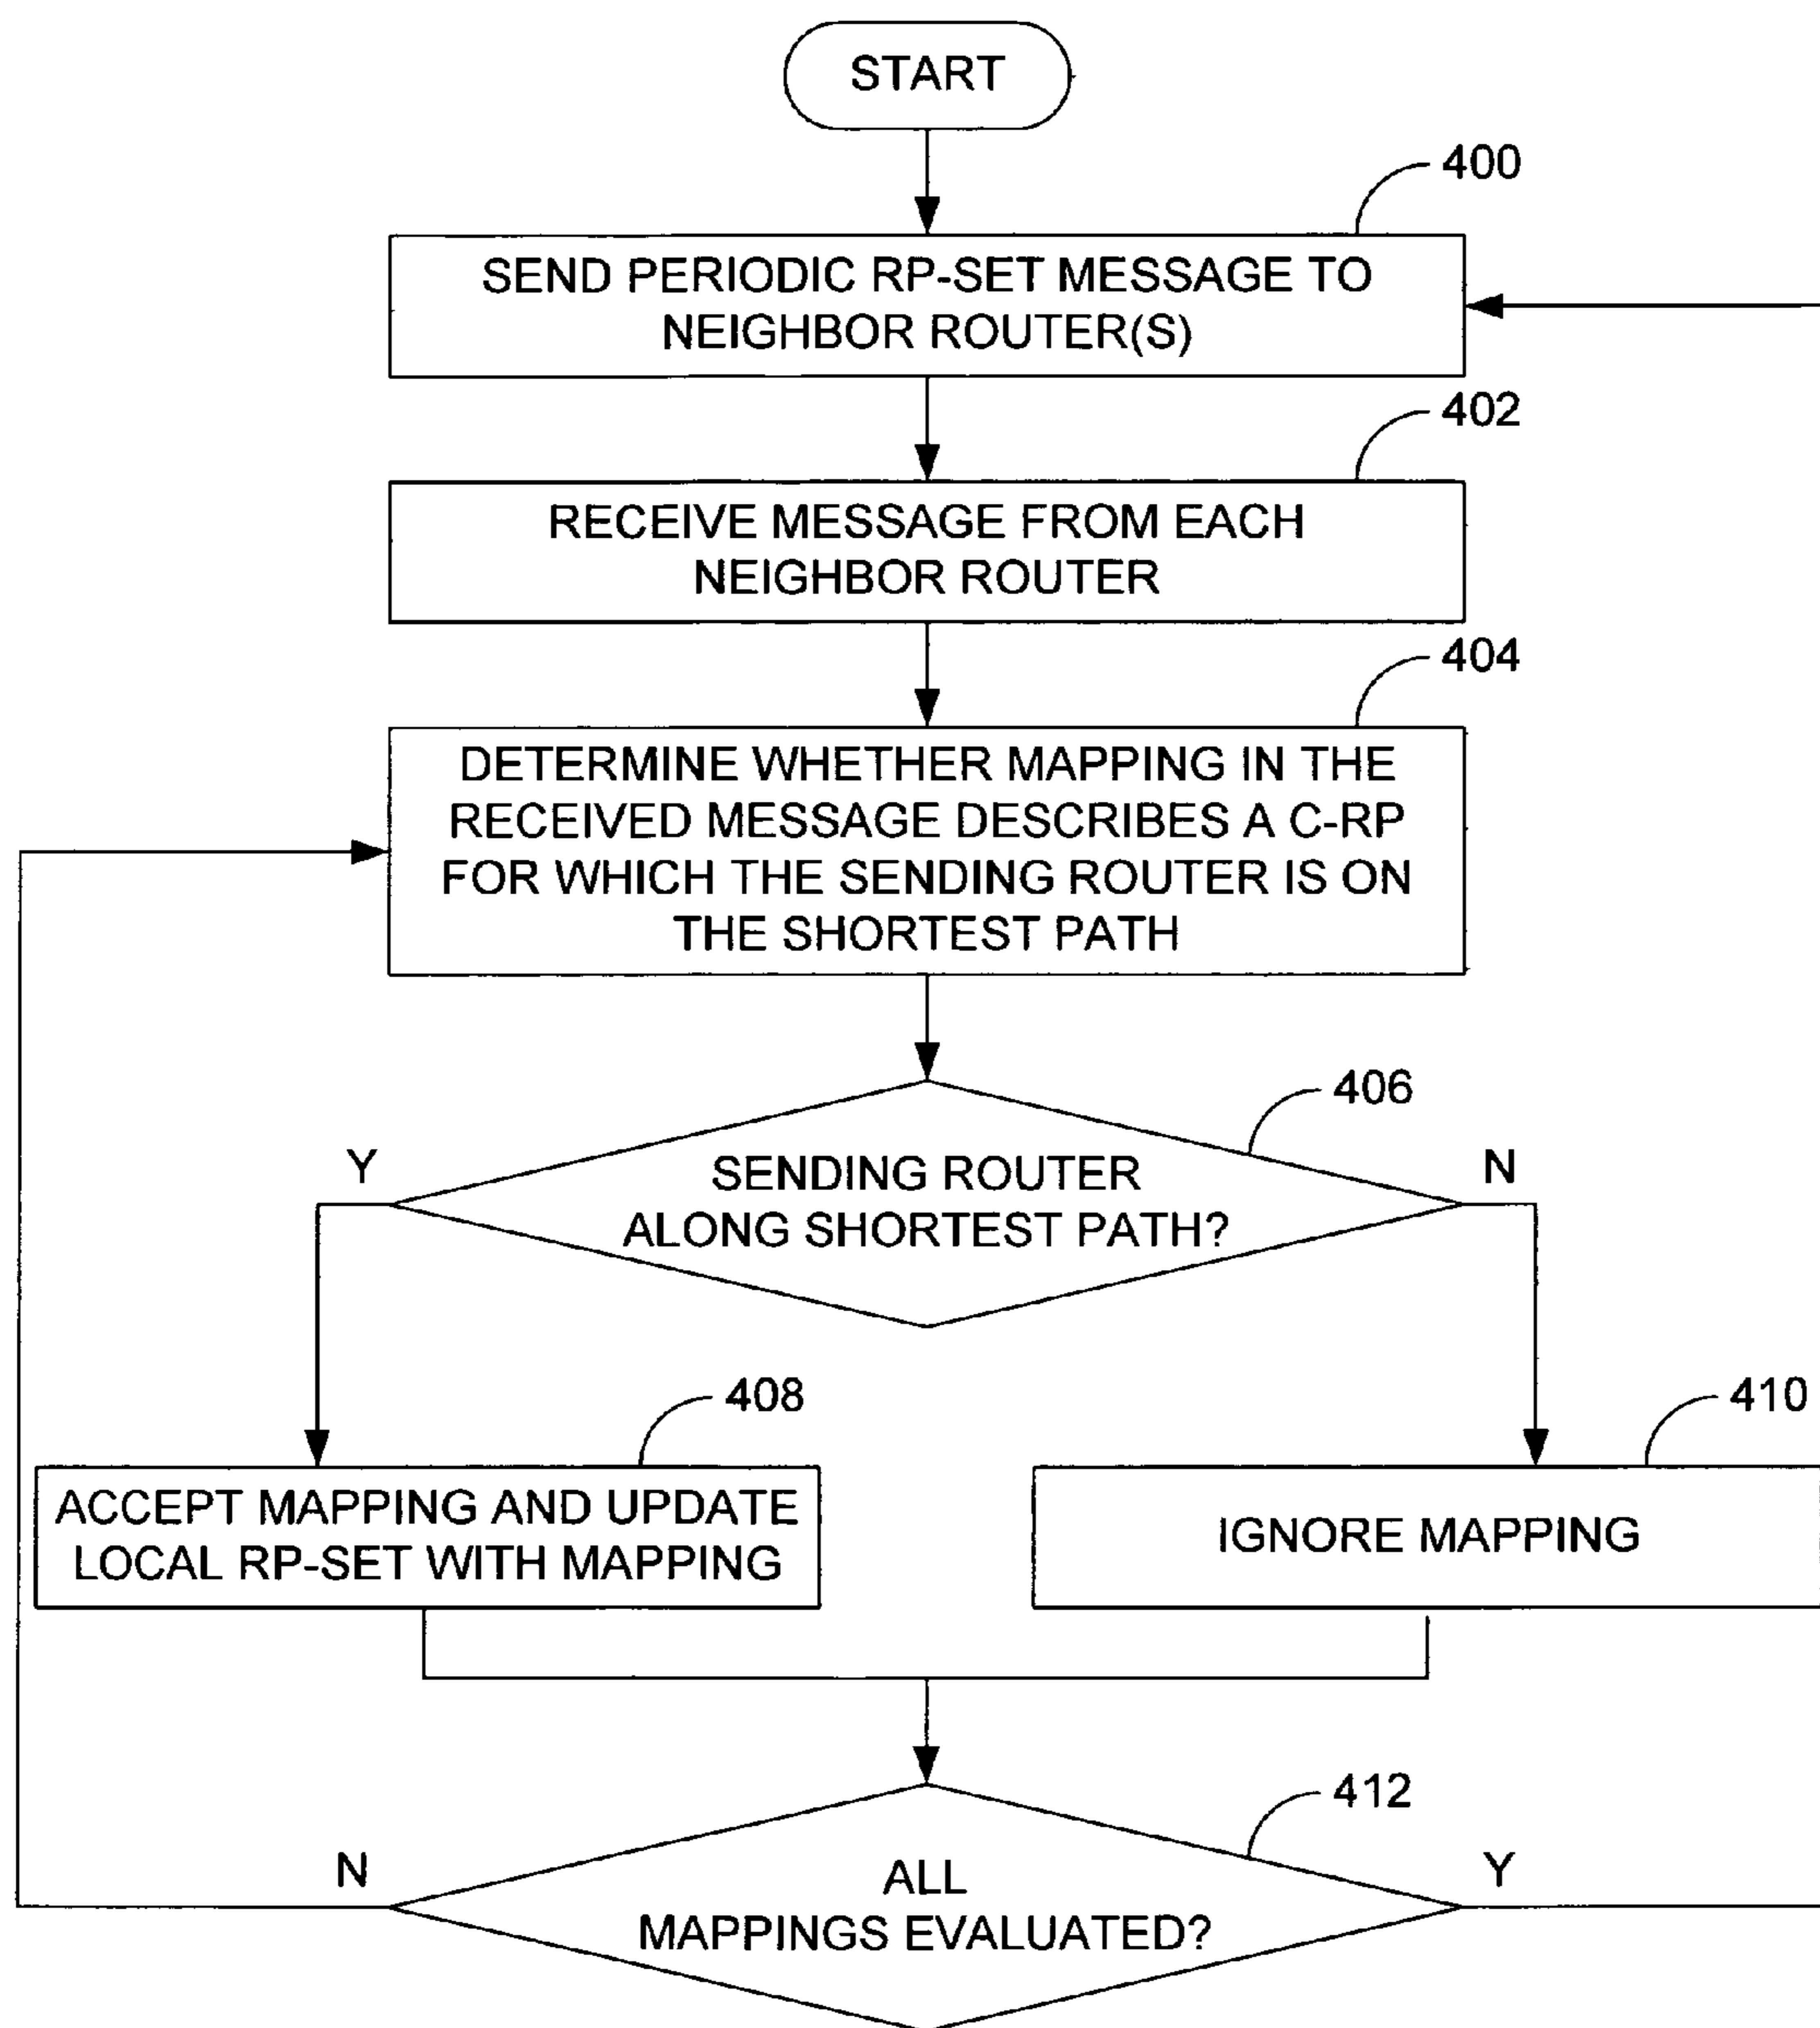 START
400
SEND PERIODIC RP-SET MESSAGE TO
NEIGHBOR ROUTER(S)
402
RECEIVE MESSAGE FROM EACH
NEIGHBOR ROUTER
404
DETERMINE WHETHER MAPPING IN THE
RECEIVED MESSAGE DESCRIBES A C-RP
FOR WHICH THE SENDING ROUTER IS ON
THE SHORTEST PATH
406
Y
N
SENDING ROUTER
ALONG SHORTEST PATH?
408
410
ACCEPT MAPPING AND UPDATE
LOCAL RP-SET WITH MAPPING
IGNORE MAPPING
412
N
Y
ALL
MAPPINGS EVALUATED?